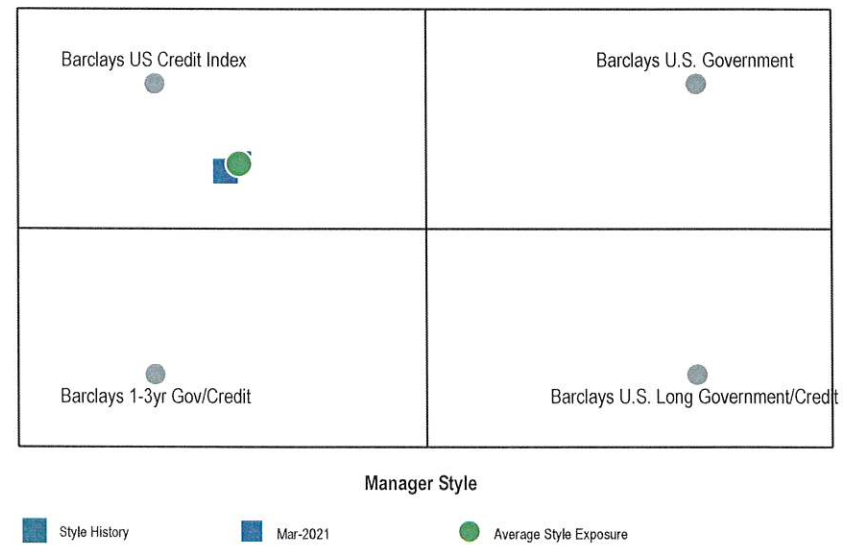 Barclays US Credit Index
Barclays U.S. Government
Barclays 1-3yr Gov/Credit
Barclays U.S. Long Government/Credit
Manager Style
Style History
Mar-2021
Average Style Exposure